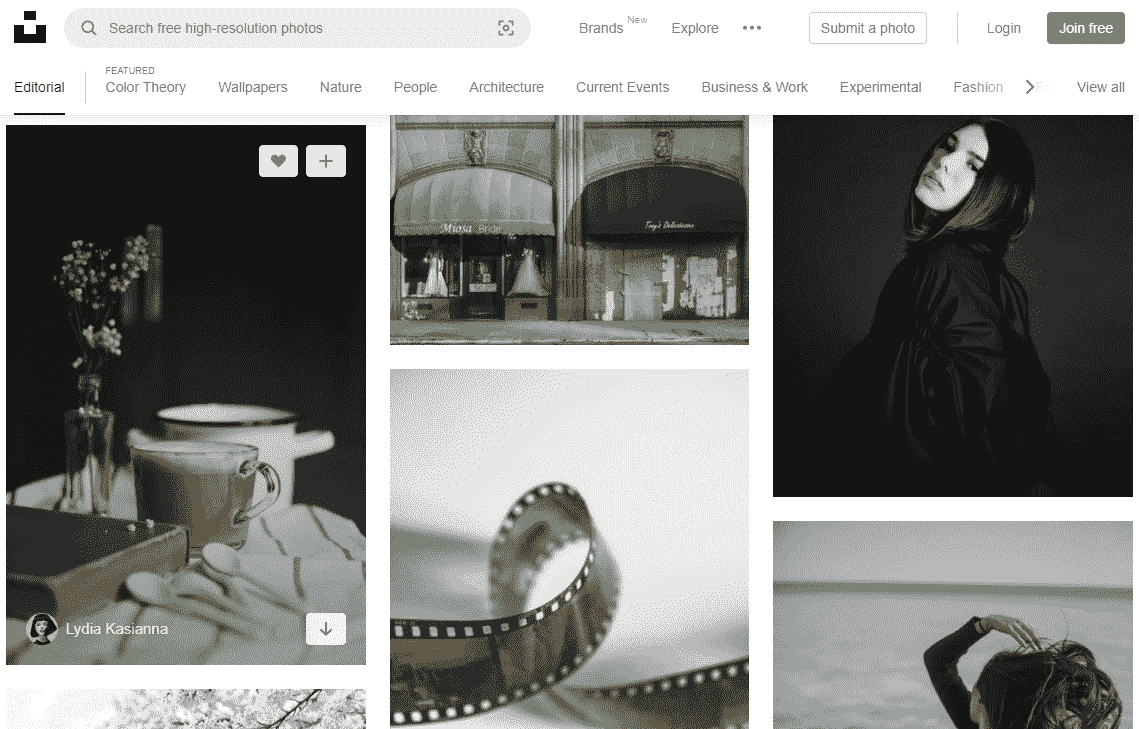 Search free high-resolution photos
Brands New
Explore
Submit a photo
Login
Join free
Editorial
FEATURED
Color Theory
Wallpapers
Nature
People
Architecture
Current Events
Business & Work
Experimental
Fashion
View all
Miosa Bride
Tony's Delicatessen
Lydia Kasianna